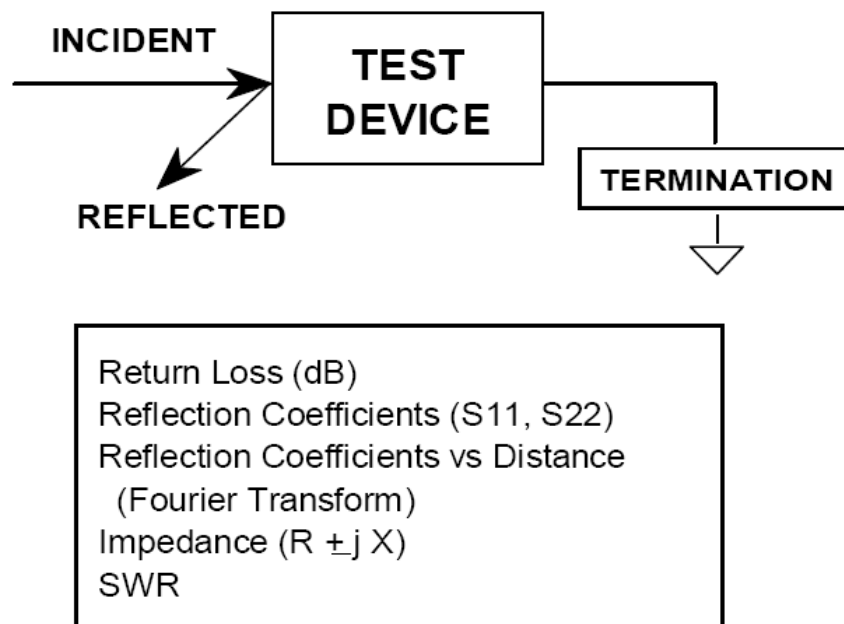 INCIDENT
TEST
DEVICE
REFLECTED
TERMINATION
Return Loss (dB)
Reflection Coefficients (S11, S22)
Reflection Coefficients vs Distance
(Fourier Transform)
Impedance (R ± j X)
SWR